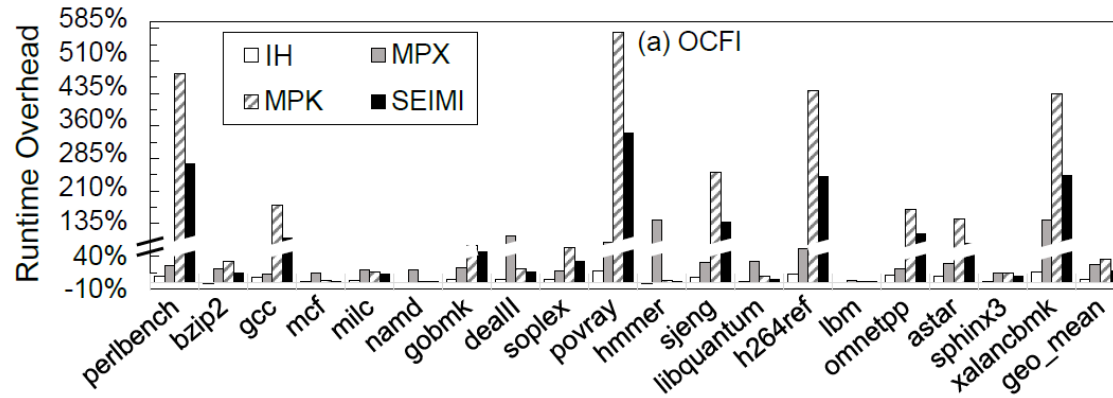 585%
510%
435%
360%
285%
210%
135%
40%
-10%
Runtime Overhead
(a) OCFI
IH MPX
MPK SEIMI
perlbench
bzip2
gcc
mcf
milc
namd
gobmk
dealII
soplex
povray
hmmer
sjeng
libquantum
h264ref
lbm
omnetpp
astar
sphinx3
xalancbmk
geo_mean